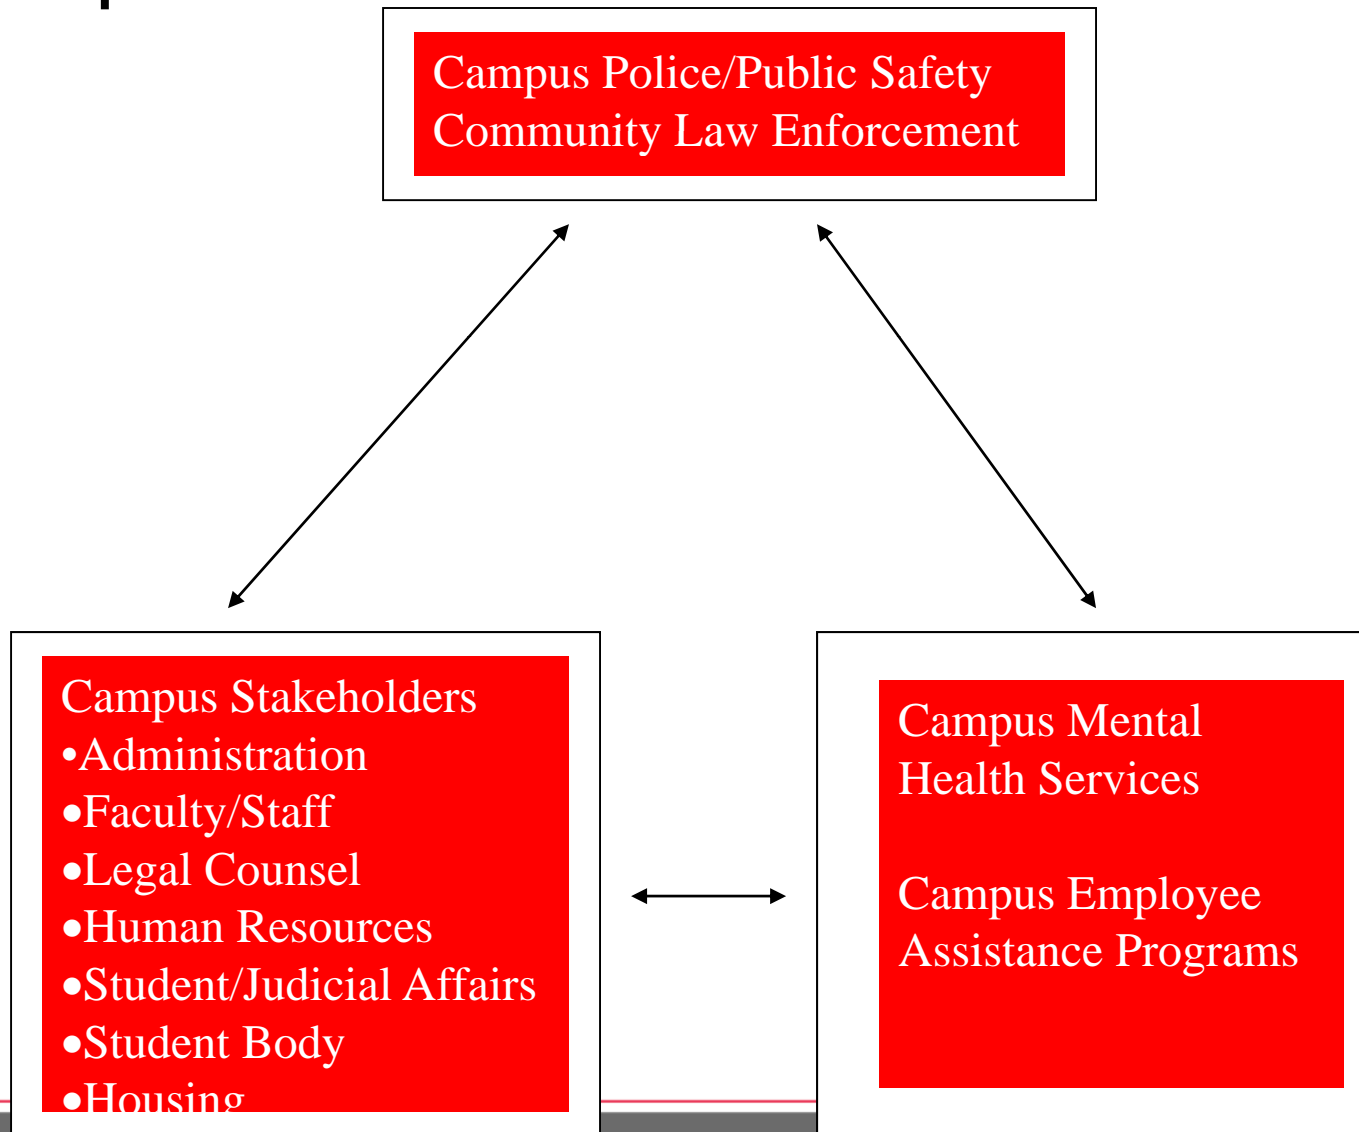 Campus Police/Public Safety
Community Law Enforcement
Campus Stakeholders
•Administration
•Faculty/Staff
•Legal Counsel
•Human Resources
•Student/Judicial Affairs
•Student Body
•Housing
Campus Mental
Health Services
Campus Employee
Assistance Programs